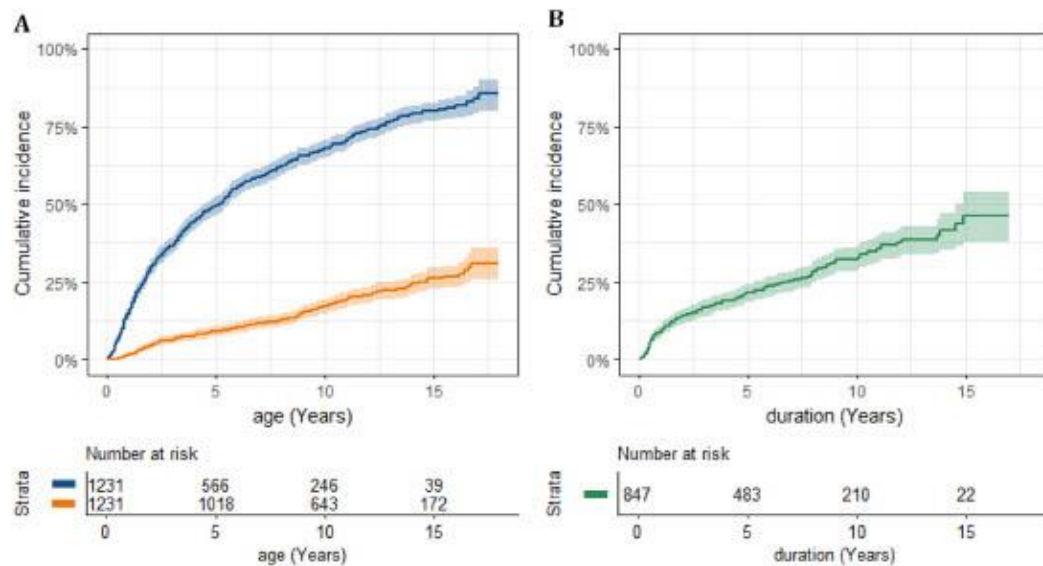 A
100%
75%
50%
25%
0%
Cumulative incidence
0 5 10 15
age (Years)
Number at risk
Strata
1231 566 246 39
1231 1018 643 172
0 5 10 15
age (Years)
B
100%
75%
50%
25%
0%
Cumulative incidence
0 5 10 15
duration (Years)
Number at risk
Strata
847 483 210 22
0 5 10 15
duration (Years)